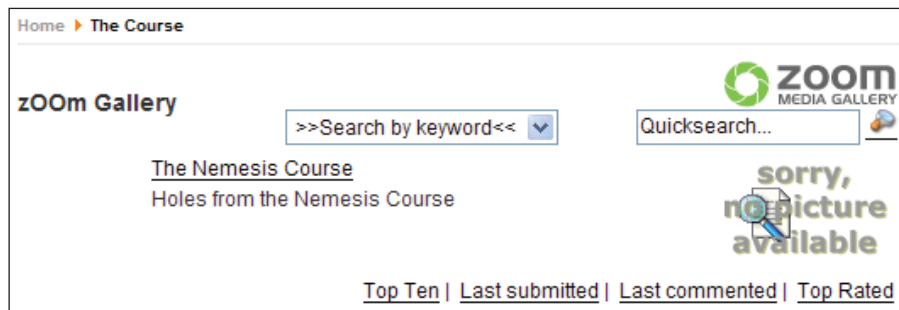 Home The Course
zOOm Gallery
ZOOM
MEDIA GALLERY
>>Search by keyword<<
Quicksearch...
The Nemesis Course
Holes from the Nemesis Course
sorry,
no picture
available
Top Ten | Last submitted | Last commented | Top Rated